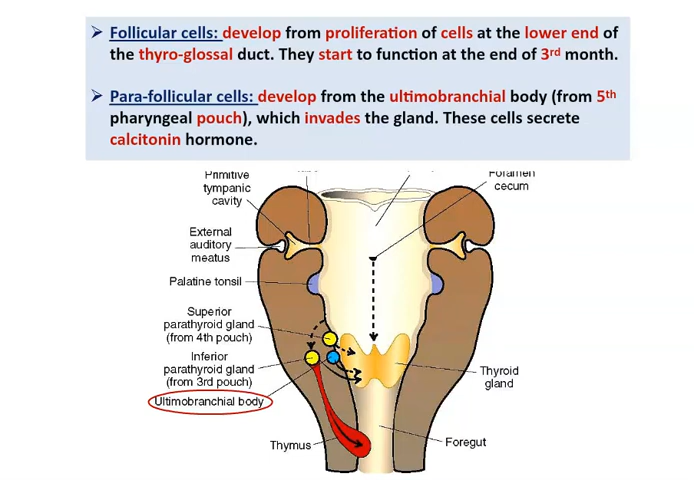 ➢ Follicular cells: develop from proliferation of cells at the lower end of
the thyro-glossal duct. They start to function at the end of 3rd month.
➢ Para-follicular cells: develop from the ultimobranchial body (from 5th
pharyngeal pouch), which invades the gland. These cells secrete
calcitonin hormone.
Primitive
tympanic
cavity
Foramen
cecum
External
auditory
meatus
Palatine tonsil
Superior
parathyroid gland
(from 4th pouch)
Inferior
parathyroid gland
(from 3rd pouch)
Ultimobranchial body
Thyroid
gland
Thymus
Foregut